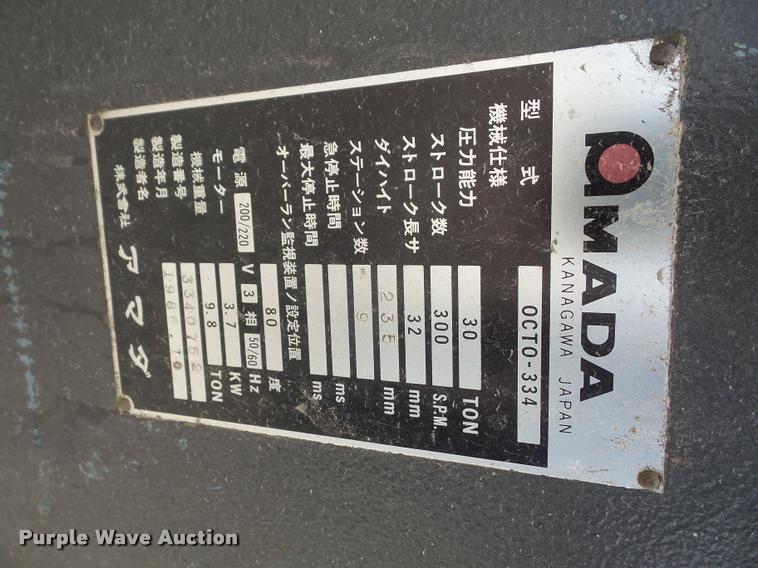 AMADA
KANAGAWA JAPAN
型式 OCTO-334
機械仕様
圧力能力 30 TON
ストローク数 300 S.P.M.
ストローク長サ 32 mm
ダイハイト 235 mm
ステーション数 9
急停止時間 ms
最大停止時間 ms
オーバーラン監視装置ノ設定位置 80 度
電源 200/220 V 3 相 50/60 Hz
モーター 3.7 KW
機械重量 9.8 TON
製造番号 3340752
製造年月 1986.10
製造者名
株式会社 アマダ
Purple Wave Auction